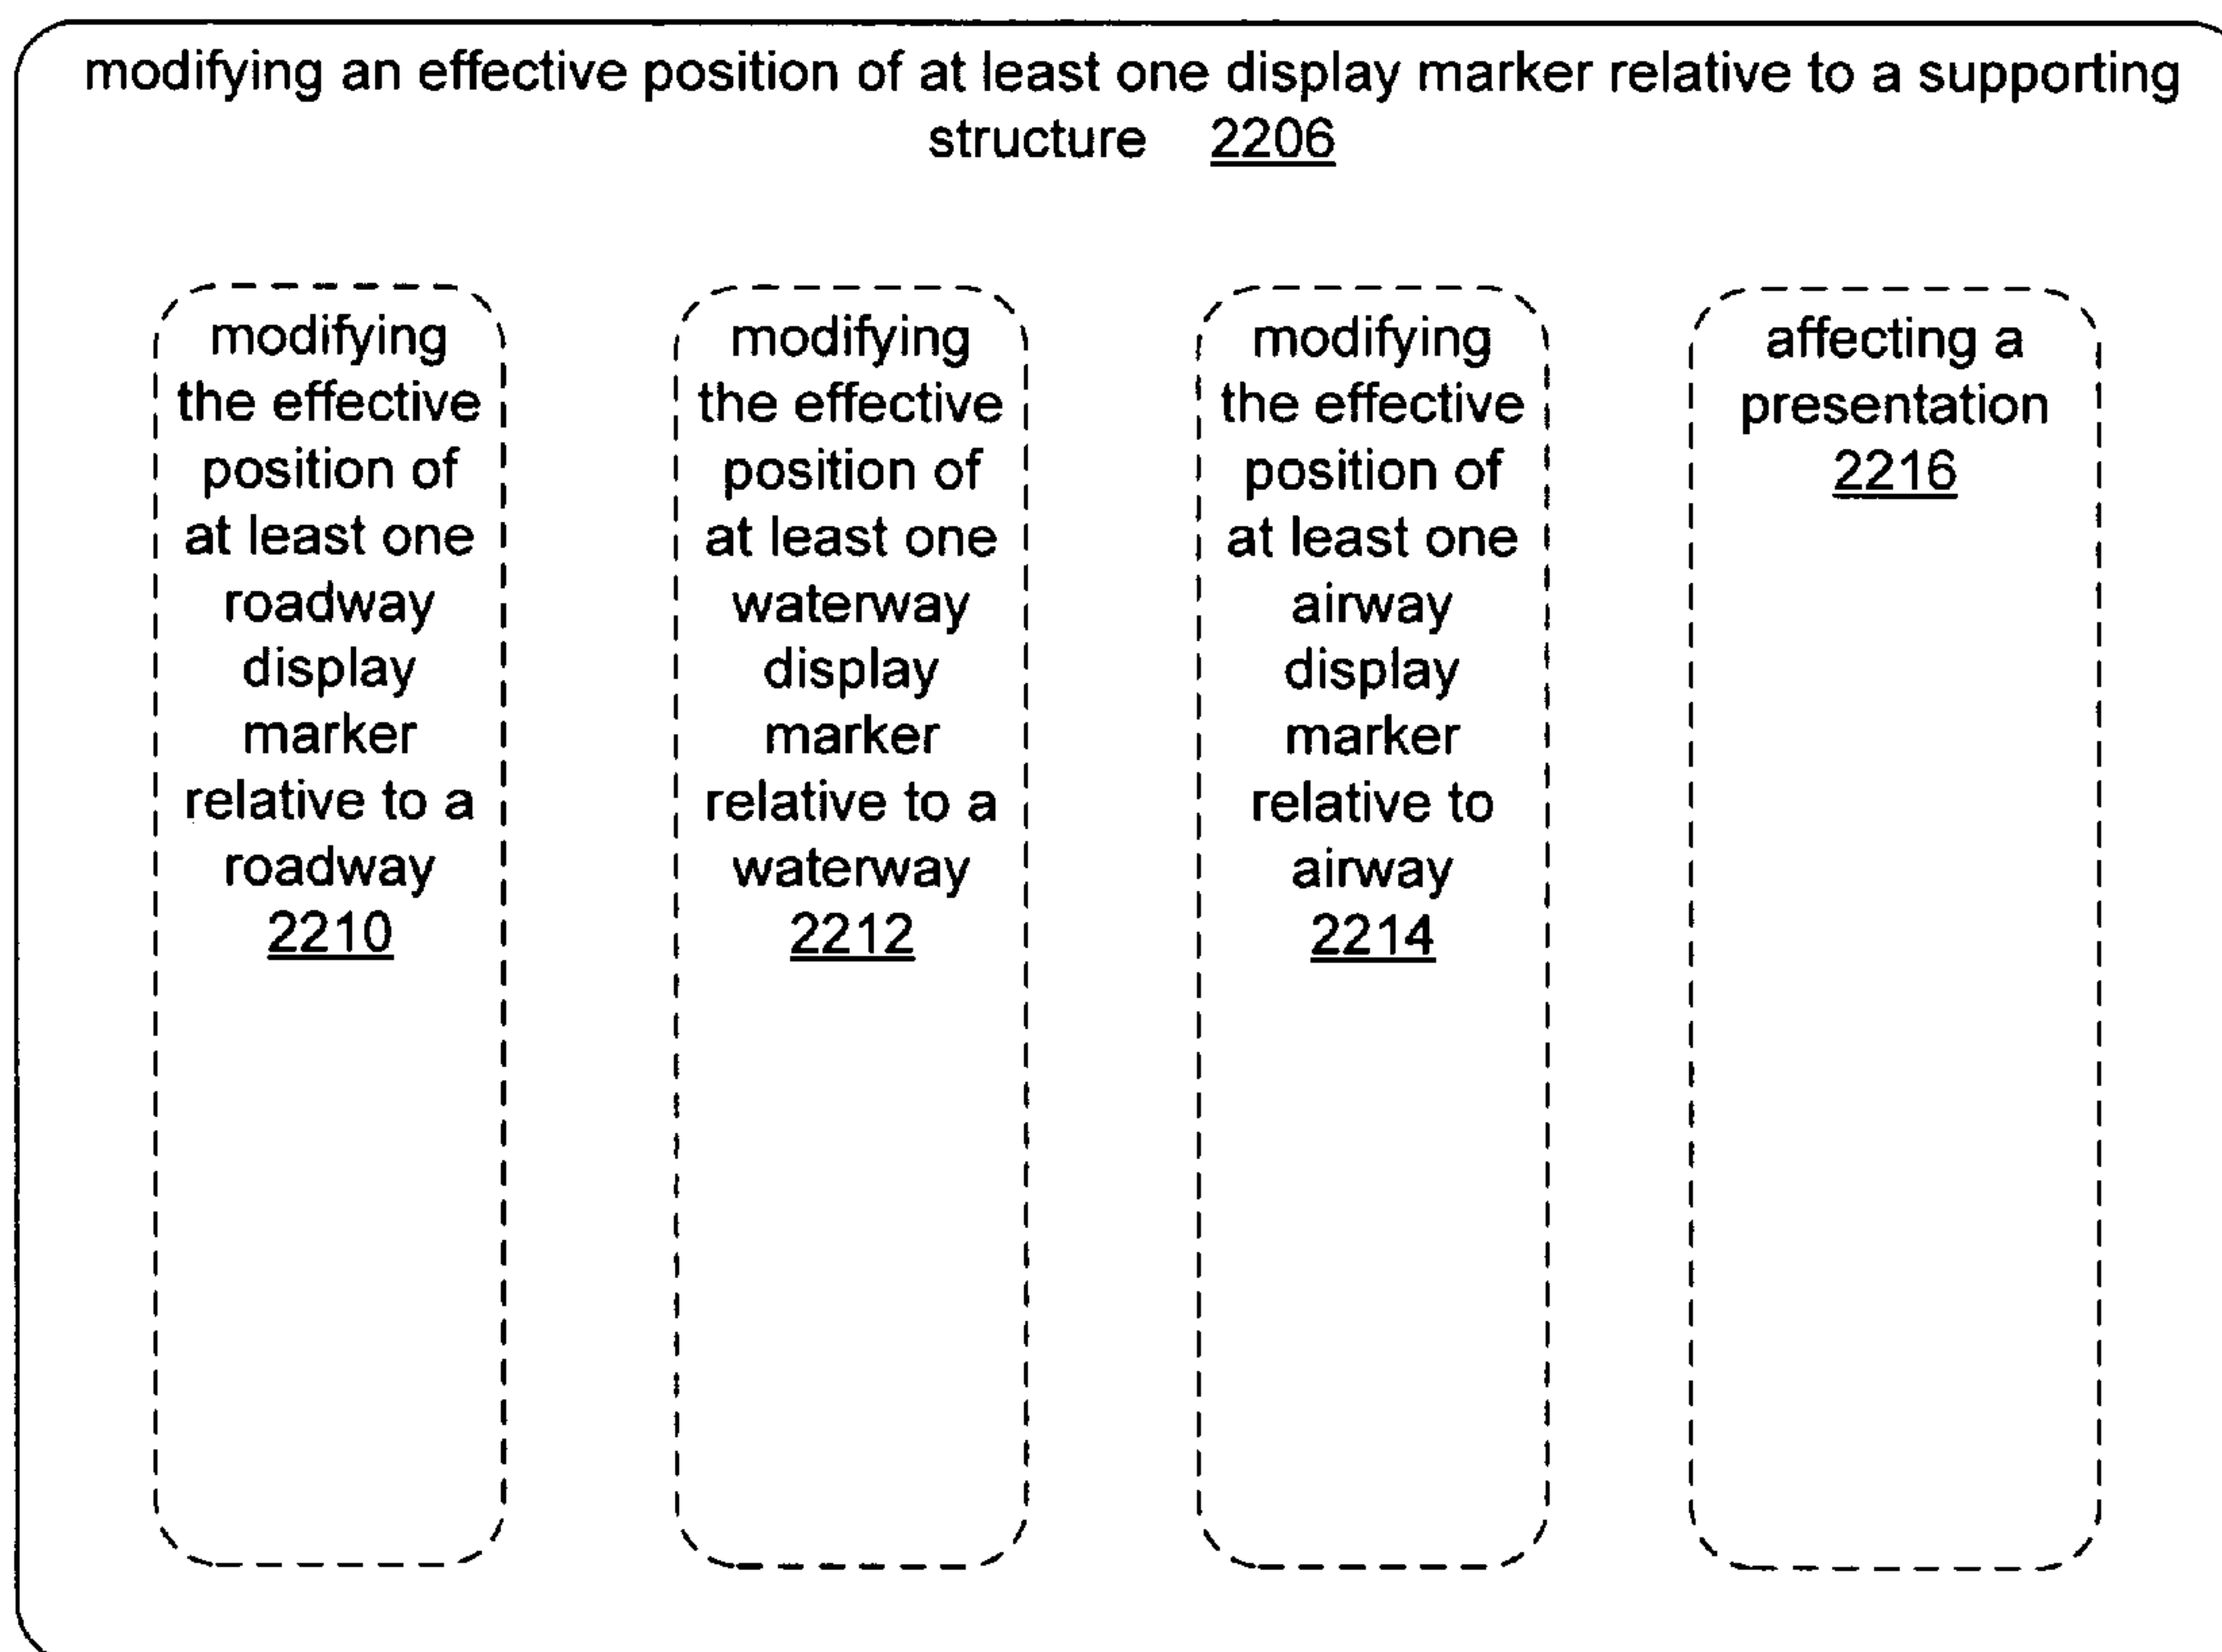 modifying an effective position of at least one display marker relative to a supporting
structure 2206
modifying
the effective
position of
at least one
roadway
display
marker
relative to a
roadway
2210
modifying
the effective
position of
at least one
waterway
display
marker
relative to a
waterway
2212
modifying
the effective
position of
at least one
airway
display
marker
relative to
airway
2214
affecting a
presentation
2216